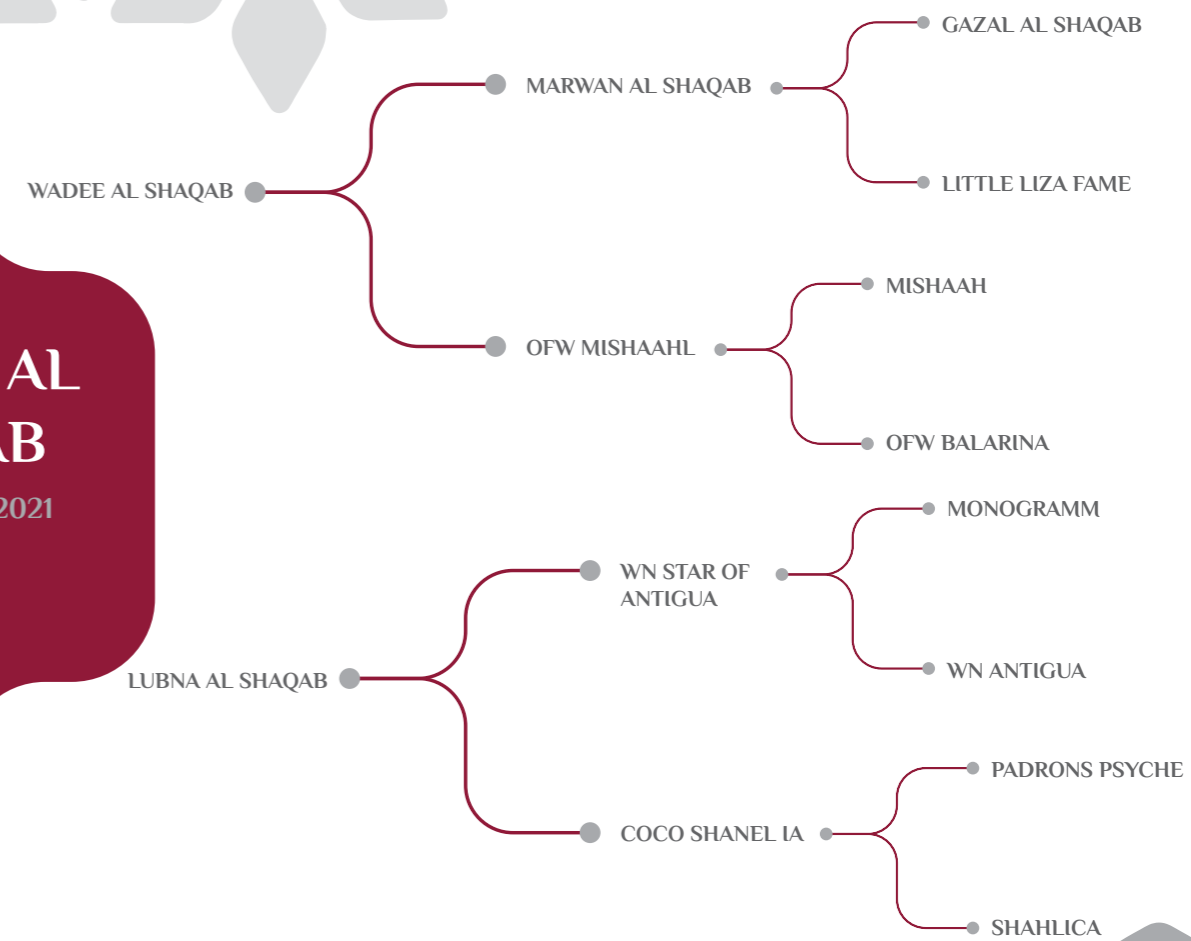 GAZAL AL SHAQAB
MARWAN AL SHAQAB
LITTLE LIZA FAME
WADEE AL SHAQAB
MISHAAH
OFW MISHAAHL
OFW BALARINA
AL
AB
2021
MONOGRAMM
WN STAR OF
ANTIGUA
WN ANTIGUA
LUBNA AL SHAQAB
PADRONS PSYCHE
COCO SHANEL IA
SHAHLICA